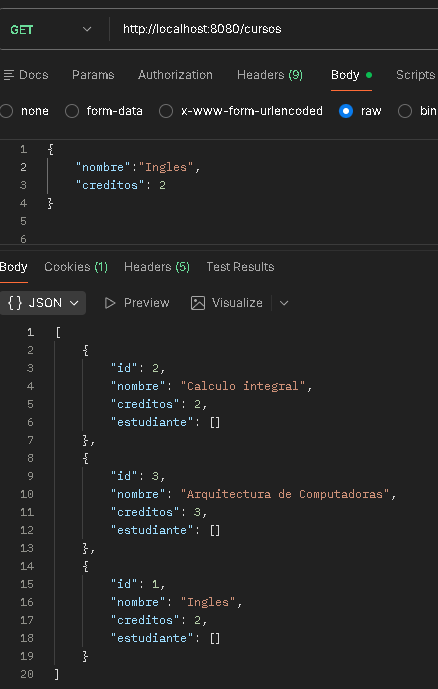 GET http://localhost:8080/cursos
Docs Params Authorization Headers (9) Body Scripts
none form-data x-www-form-urlencoded raw bin
1 {
2 "nombre":"Ingles",
3 "creditos": 2
4 }
5
6
Body Cookies (1) Headers (5) Test Results
{} JSON Preview Visualize
1 [
2 {
3 "id": 2,
4 "nombre": "Calculo integral",
5 "creditos": 2,
6 "estudiante": []
7 },
8 {
9 "id": 3,
10 "nombre": "Arquitectura de Computadoras",
11 "creditos": 3,
12 "estudiante": []
13 },
14 {
15 "id": 1,
16 "nombre": "Ingles",
17 "creditos": 2,
18 "estudiante": []
19 }
20 ]